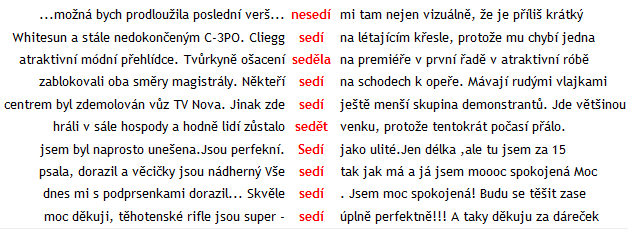 ...možná bych prodloužila poslední verš... nesedí mi tam nejen vizuálně, že je příliš krátký
Whitesun a stále nedokončeným C-3PO. Cliegg sedí na létajícím křesle, protože mu chybí jedna
atraktivní módní přehlídce. Tvůrkyně ošacení seděla na premiéře v první řadě v atraktivní róbě
zablokovali oba směry magistrály. Někteří sedí na schodech k opeře. Mávají rudými vlajkami
centrem byl zdemolován vůz TV Nova. Jinak zde sedí ještě menší skupina demonstrantů. Jde většinou
hráli v sále hospody a hodně lidí zůstalo sedět venku, protože tentokrát počasí přálo.
jsem byl naprosto unešena.Jsou perfekní. Sedí jako ulité.Jen délka ,ale tu jsem za 15
psala, dorazil a věcičky jsou nádherný Vše sedí tak jak má a já jsem moooc spokojená Moc
dnes mi s podprsenkami dorazil... Skvěle sedí . Jsem moc spokojená! Budu se těšit zase
moc děkuji, těhotenské rifle jsou super - sedí úplně perfektně!!! A taky děkuju za dáreček